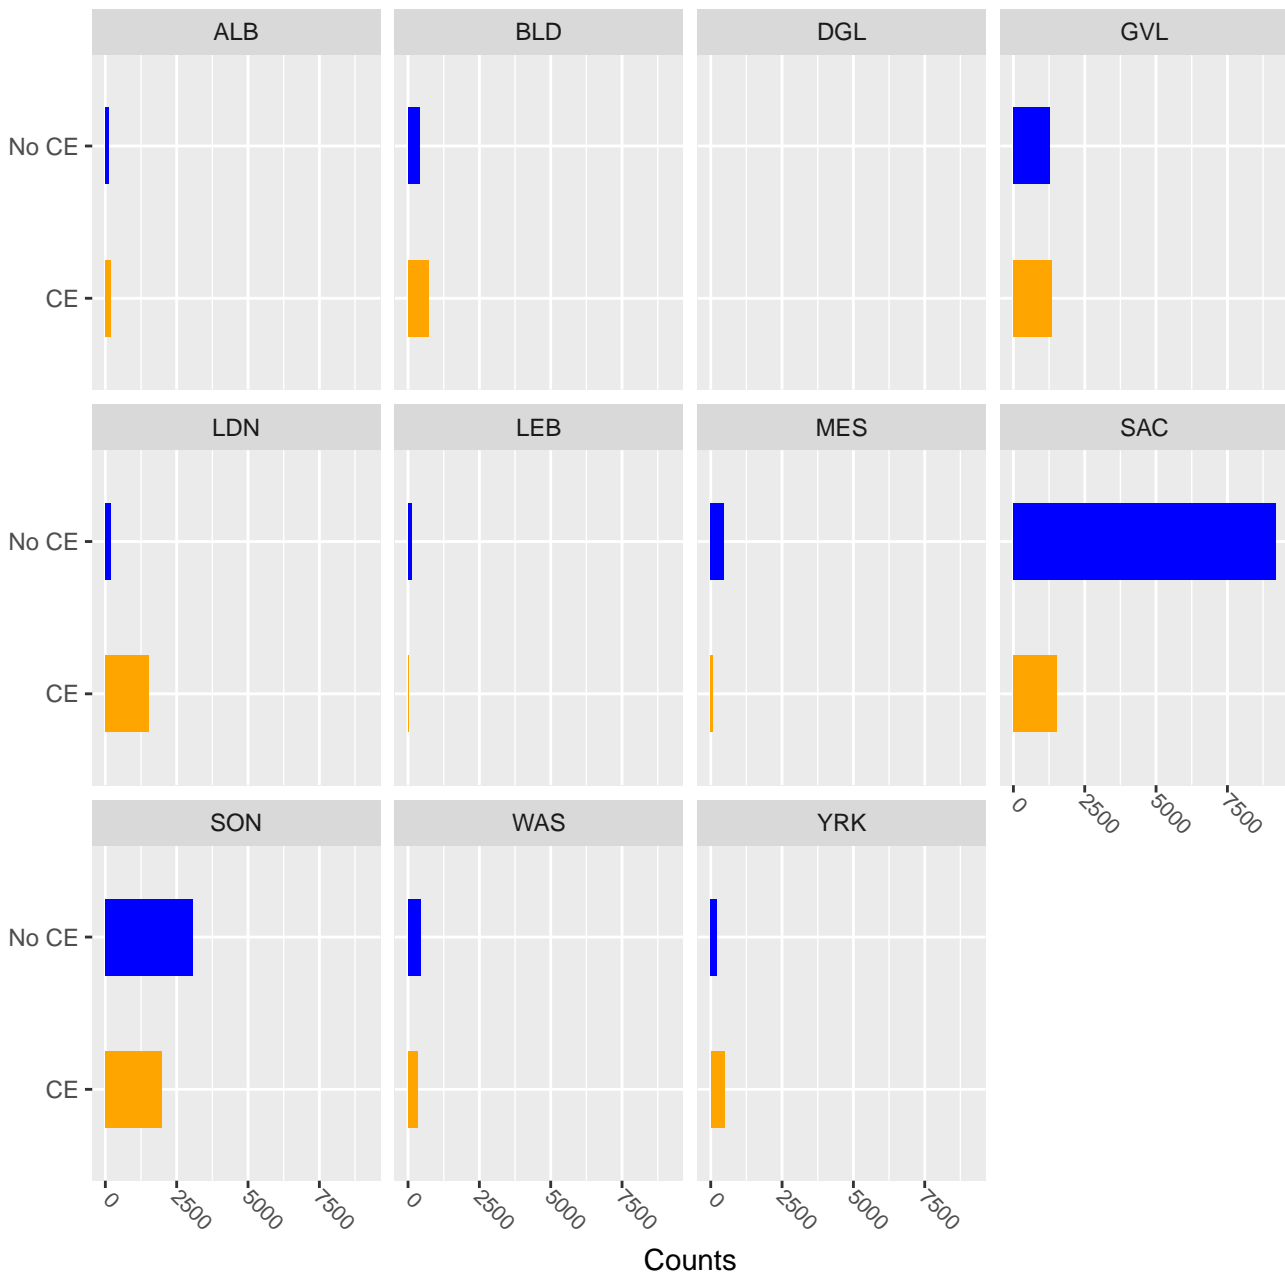 ALB BLD DGL GVL
No CE
CE
LDN LEB MES SAC
No CE
CE
0 2500 5000 7500
SON WAS YRK
No CE
CE
0 2500 5000 7500 0 2500 5000 7500 0 2500 5000 7500
Counts